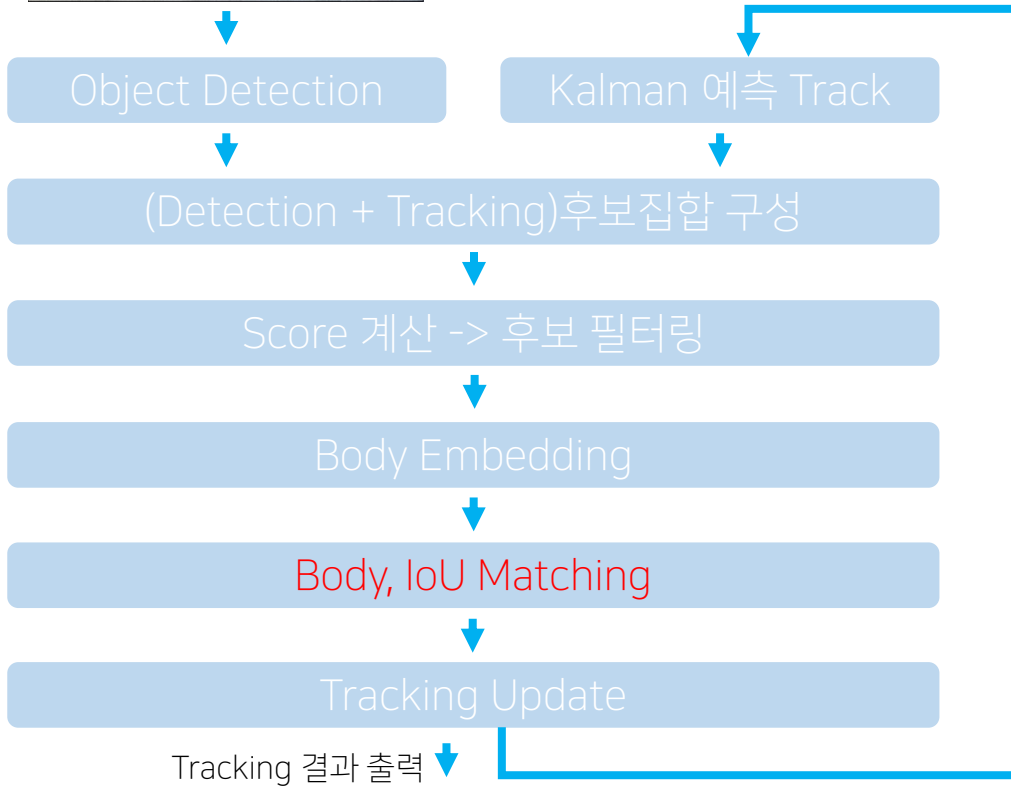 Object Detection
Kalman 예측 Track
(Detection + Tracking)후보집합 구성
Score 계산 -> 후보 필터링
Body Embedding
Body, IoU Matching
Tracking Update
Tracking 결과 출력